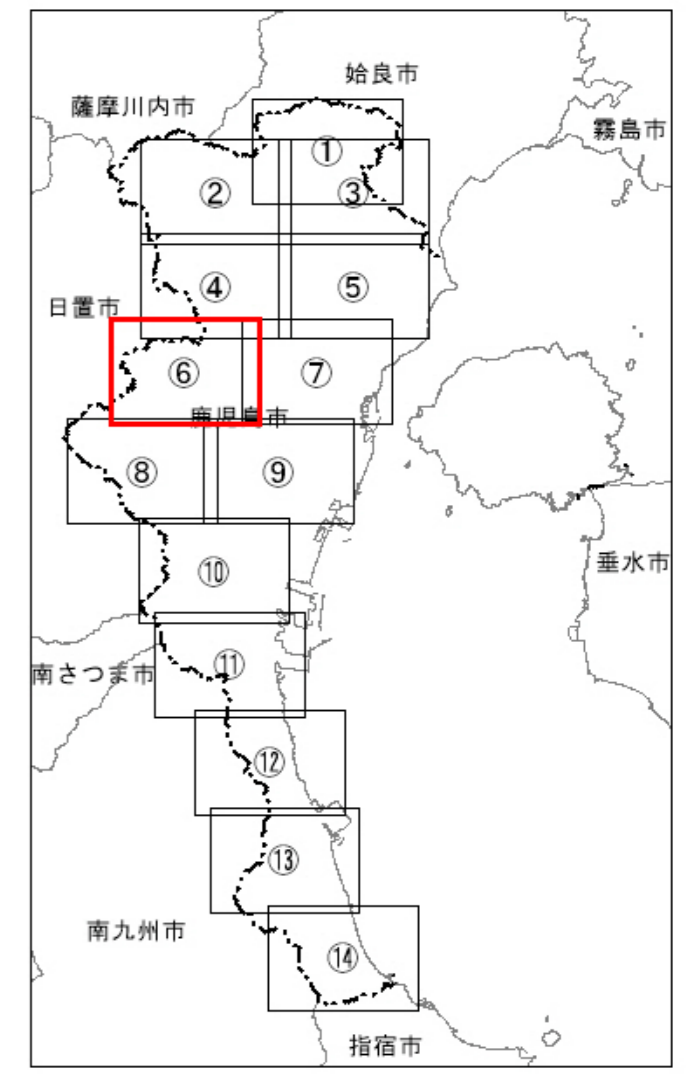 姶良市
薩摩川内市
霧島市
①
②
③
④
⑤
日置市
⑥
⑦
鹿児島市
⑧
⑨
⑩
垂水市
⑪
南さつま市
⑫
⑬
南九州市
⑭
指宿市